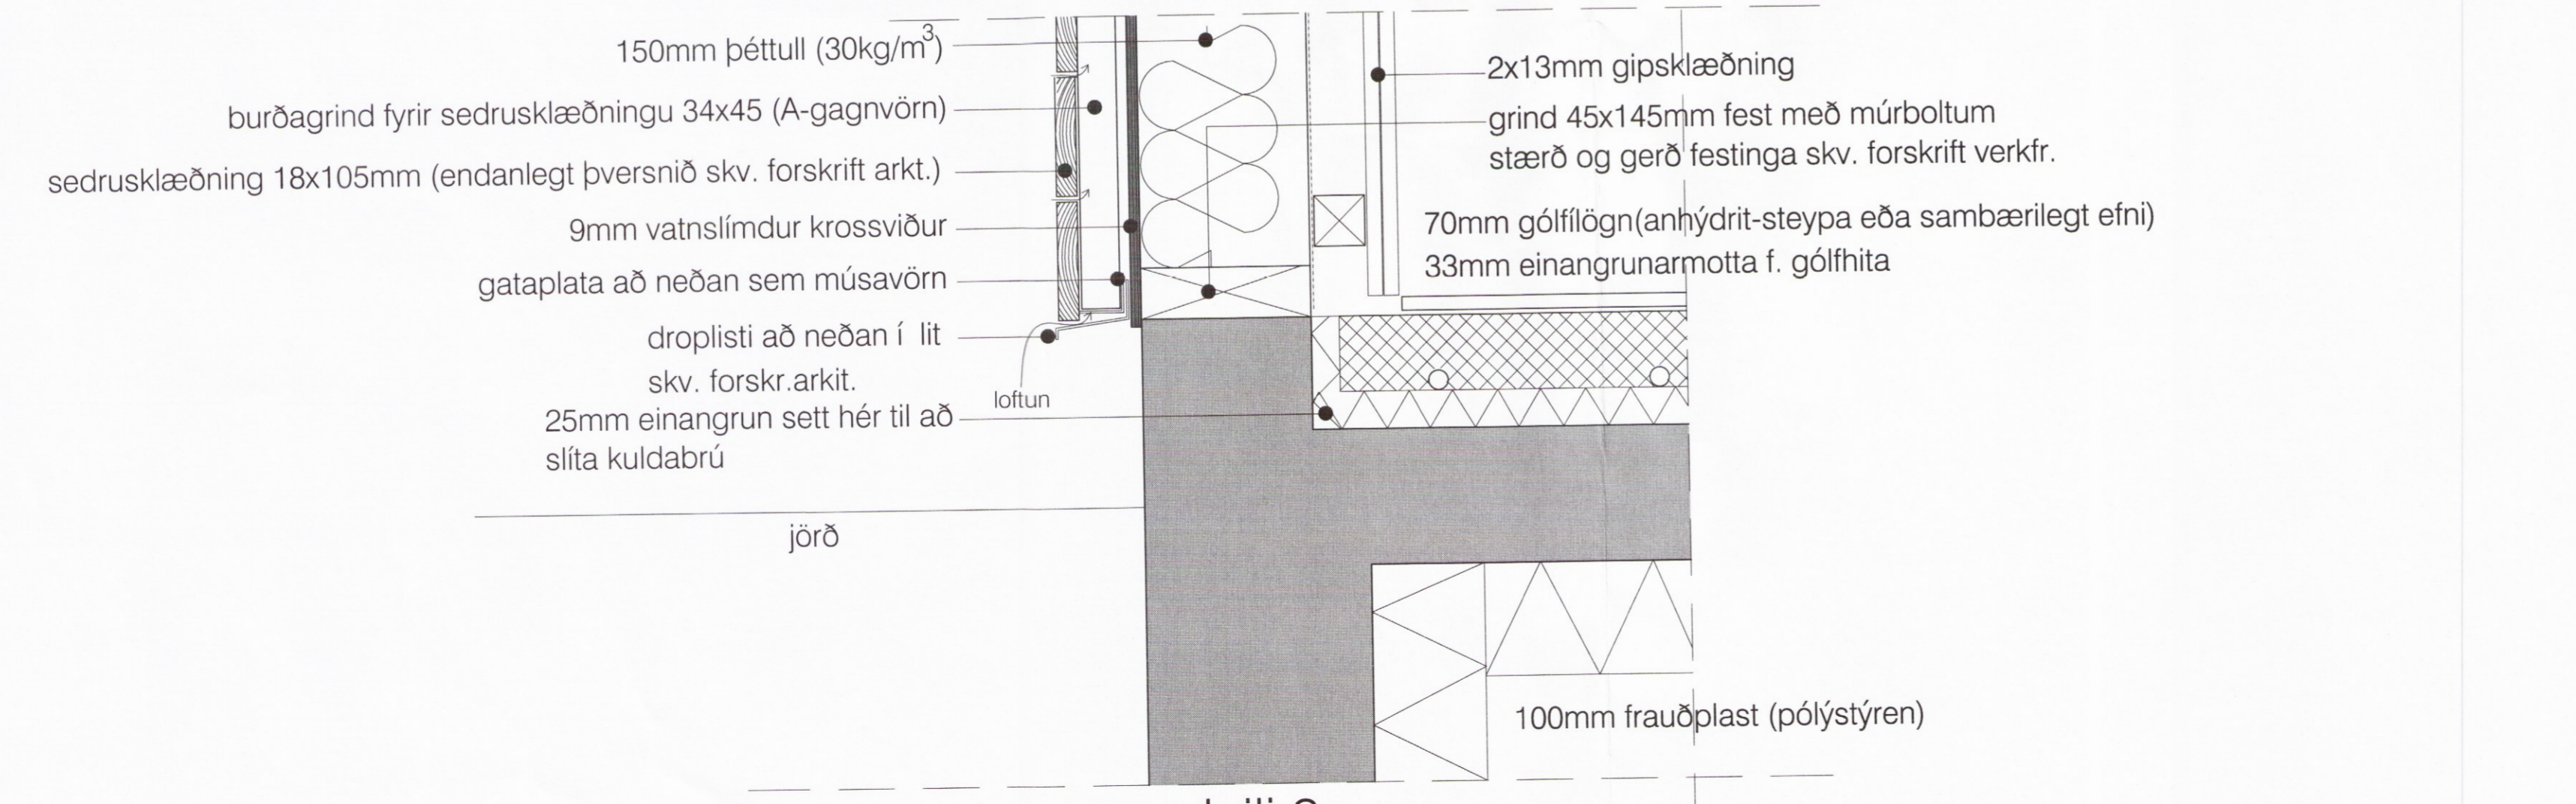 150mm þéttull (30kg/m³)
burðagrind fyrir sedrusklæðningu 34x45 (A-gagnvörn)
sedrusklæðning 18x105mm (endanlegt þversnið skv. forskrift arkt.)
9mm vatnslímdur krossviður
gataplata að neðan sem músavörn
droplisti að neðan í lit
skv. forskr.arkit.
loftun
25mm einangrun sett hér til að
slíta kuldabrú
jörð
2x13mm gipsklæðning
grind 45x145mm fest með múrboltum
stærð og gerð festinga skv. forskrift verkfr.
70mm gólfílögn(anhýdrit-steypa eða sambærilegt efni)
33mm einangrunarmotta f. gólfhita
100mm frauðplast (pólýstýren)